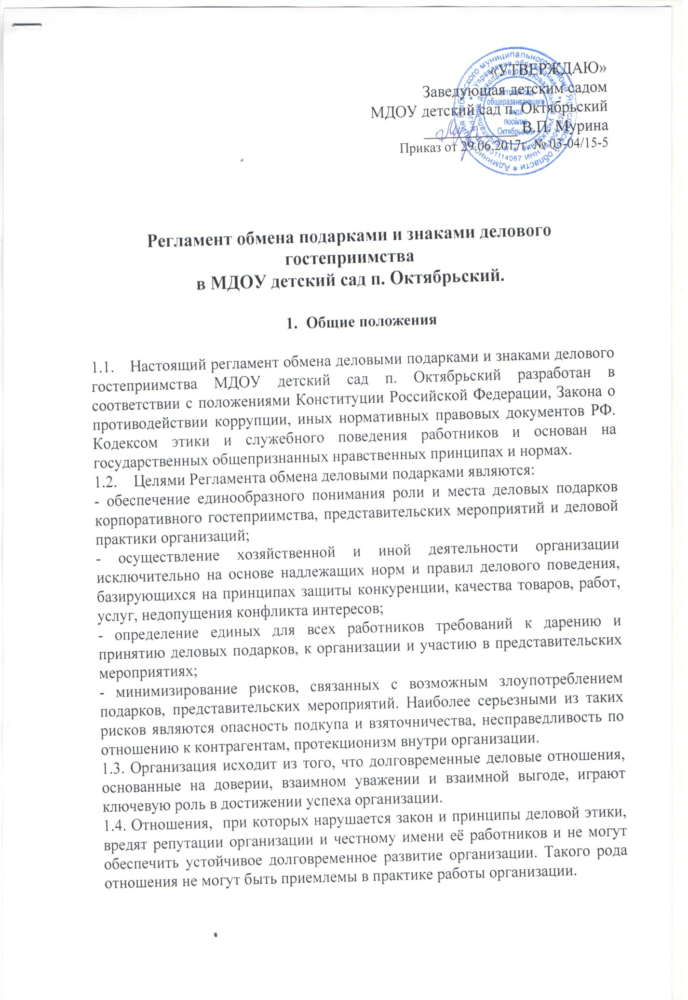 «УТВЕРЖДАЮ»
Заведующая детским садом
МДОУ детский сад п. Октябрьский
В.П. Мурина
Приказ от 29.06.2017г. № 03-04/15-5
детский сад
общеразвивающего
вида
посёлка
Октябрьский
Регламент обмена подарками и знаками делового
гостеприимства
в МДОУ детский сад п. Октябрьский.
1. Общие положения
1.1. Настоящий регламент обмена деловыми подарками и знаками делового
гостеприимства МДОУ детский сад п. Октябрьский разработан в
соответствии с положениями Конституции Российской Федерации, Закона о
противодействии коррупции, иных нормативных правовых документов РФ.
Кодексом этики и служебного поведения работников и основан на
государственных общепризнанных нравственных принципах и нормах.
1.2. Целями Регламента обмена деловыми подарками являются:
- обеспечение единообразного понимания роли и места деловых подарков
корпоративного гостеприимства, представительских мероприятий и деловой
практики организаций;
- осуществление хозяйственной и иной деятельности организации
исключительно на основе надлежащих норм и правил делового поведения,
базирующихся на принципах защиты конкуренции, качества товаров, работ,
услуг, недопущения конфликта интересов;
- определение единых для всех работников требований к дарению и
принятию деловых подарков, к организации и участию в представительских
мероприятиях;
- минимизирование рисков, связанных с возможным злоупотреблением
подарков, представительских мероприятий. Наиболее серьезными из таких
рисков являются опасность подкупа и взяточничества, несправедливость по
отношению к контрагентам, протекционизм внутри организации.
1.3. Организация исходит из того, что долговременные деловые отношения,
основанные на доверии, взаимном уважении и взаимной выгоде, играют
ключевую роль в достижении успеха организации.
1.4. Отношения, при которых нарушается закон и принципы деловой этики,
вредят репутации организации и честному имени её работников и не могут
обеспечить устойчивое долговременное развитие организации. Такого рода
отношения не могут быть приемлемы в практике работы организации.